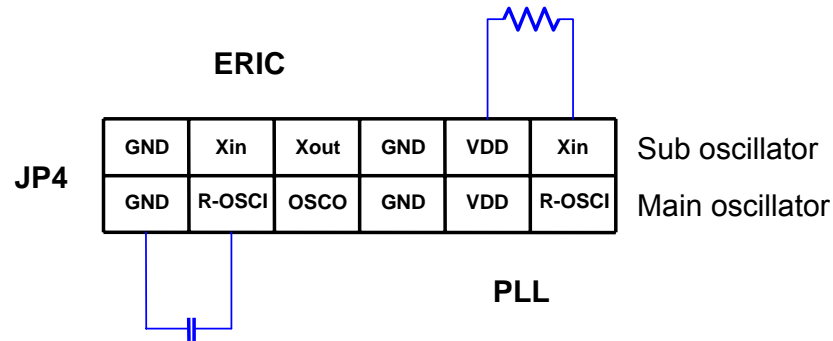 ERIC
JP4
GND Xin Xout GND VDD Xin Sub oscillator
GND R-OSCI OSCO GND VDD R-OSCI Main oscillator
PLL